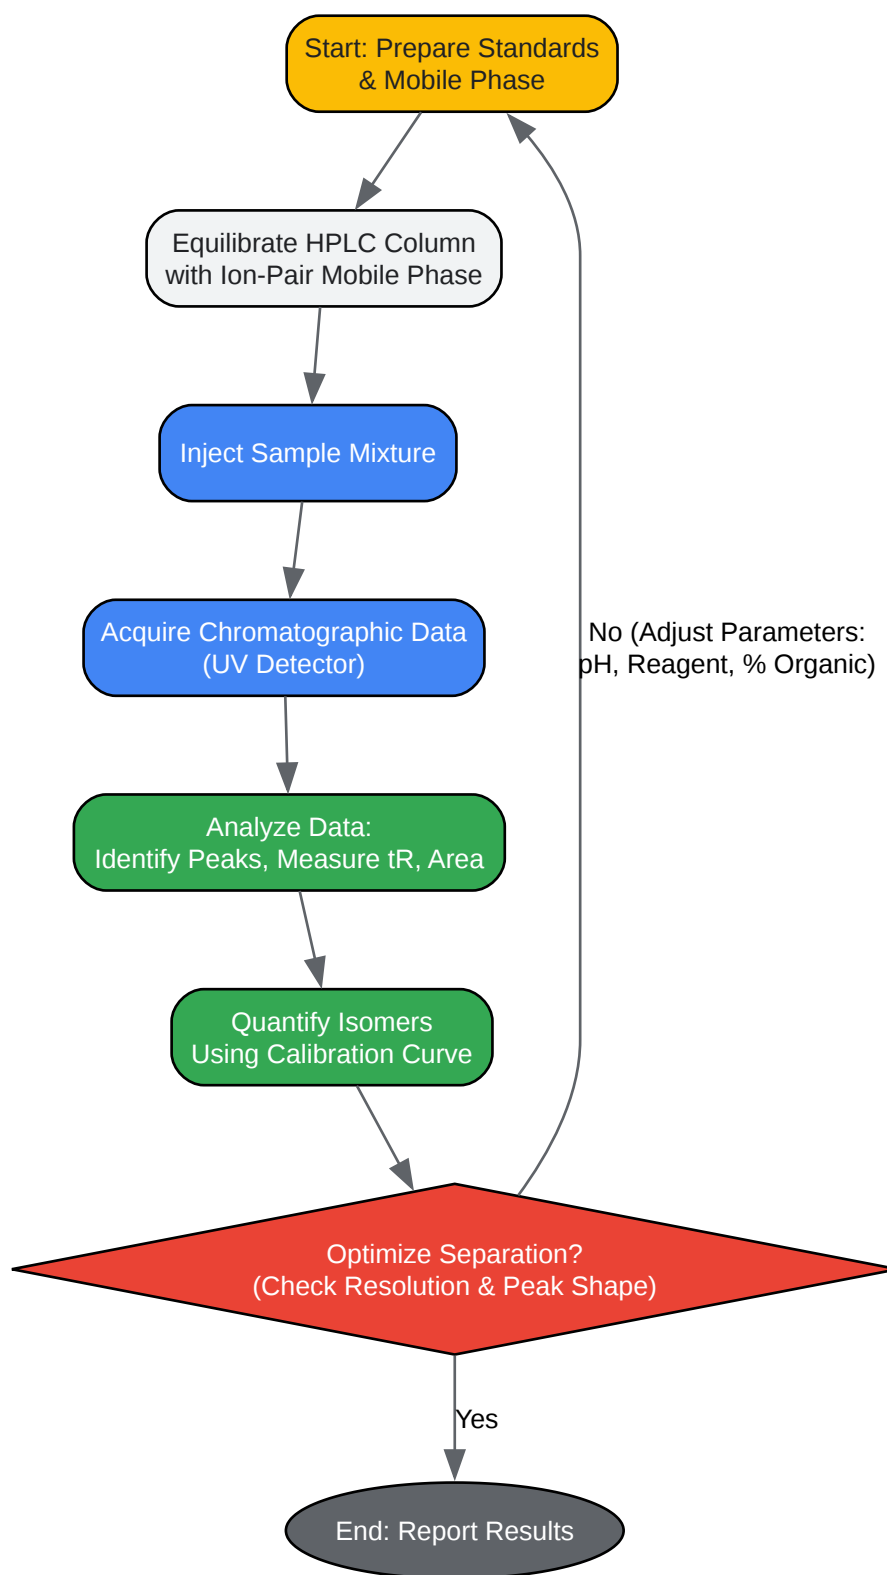 Start: Prepare Standards
& Mobile Phase
Equilibrate HPLC Column
with Ion-Pair Mobile Phase
Inject Sample Mixture
Acquire Chromatographic Data
(UV Detector)
No (Adjust Parameters:
pH, Reagent, % Organic)
Analyze Data:
Identify Peaks, Measure tR, Area
Quantify Isomers
Using Calibration Curve
Optimize Separation?
(Check Resolution & Peak Shape)
Yes
End: Report Results